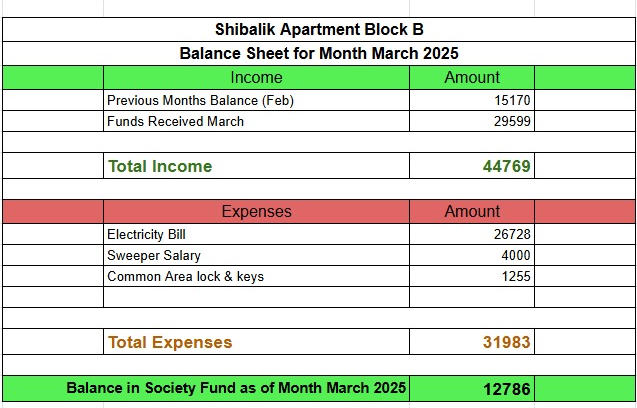 Shibalik Apartment Block B
Balance Sheet for Month March 2025
Income Amount
Previous Months Balance (Feb) 15170
Funds Received March 29599
Total Income 44769
Expenses Amount
Electricity Bill 26728
Sweeper Salary 4000
Common Area lock & keys 1255
Total Expenses 31983
Balance in Society Fund as of Month March 2025 12786